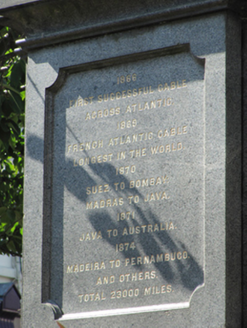 1866
FIRST SUCCESSFUL CABLE
ACROSS ATLANTIC.
1869
FRENCH ATLANTIC CABLE
LONGEST IN THE WORLD.
1870
SUEZ TO BOMBAY.
MADRAS TO JAVA.
1871
JAVA TO AUSTRALIA.
1874
MADEIRA TO PERNAMBUCO.
AND OTHERS.
TOTAL 23000 MILES.